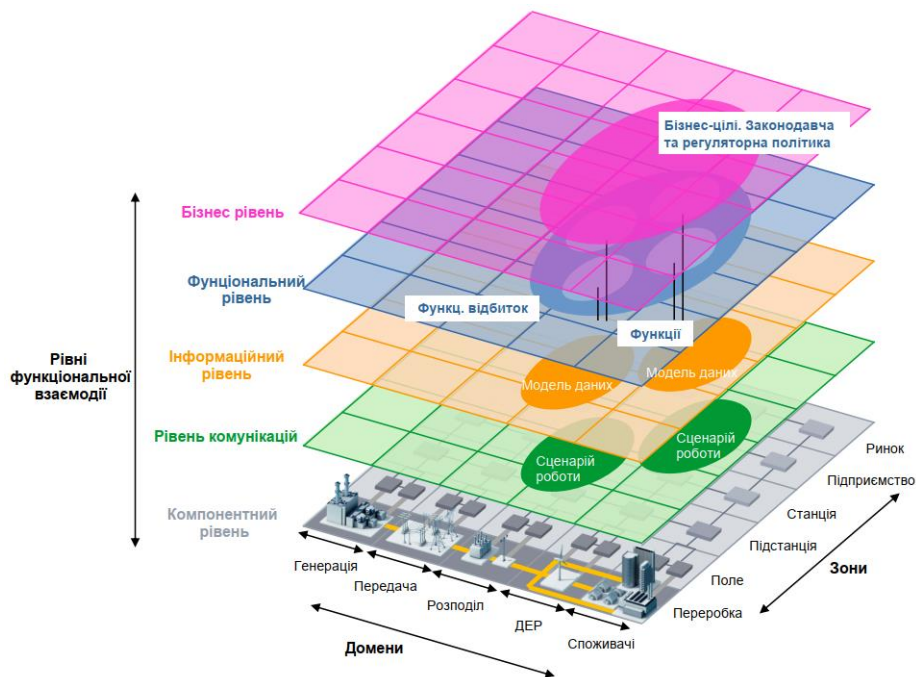 Бізнес-цілі. Законодавча
та регуляторна політика
Бізнес рівень
Фунціональний
рівень
Функц. відбиток
Функції
Рівні
функціональної
взаємодії
Інформаційний
рівень
Модель даних
Модель даних
Рівень комунікацій
Сценарій
роботи
Сценарій
роботи
Компонентний
рівень
Ринок
Підприємство
Станція
Підстанція
Поле
Переробка
Зони
Генерація
Передача
Розподіл
ДЕР
Споживачі
Домени